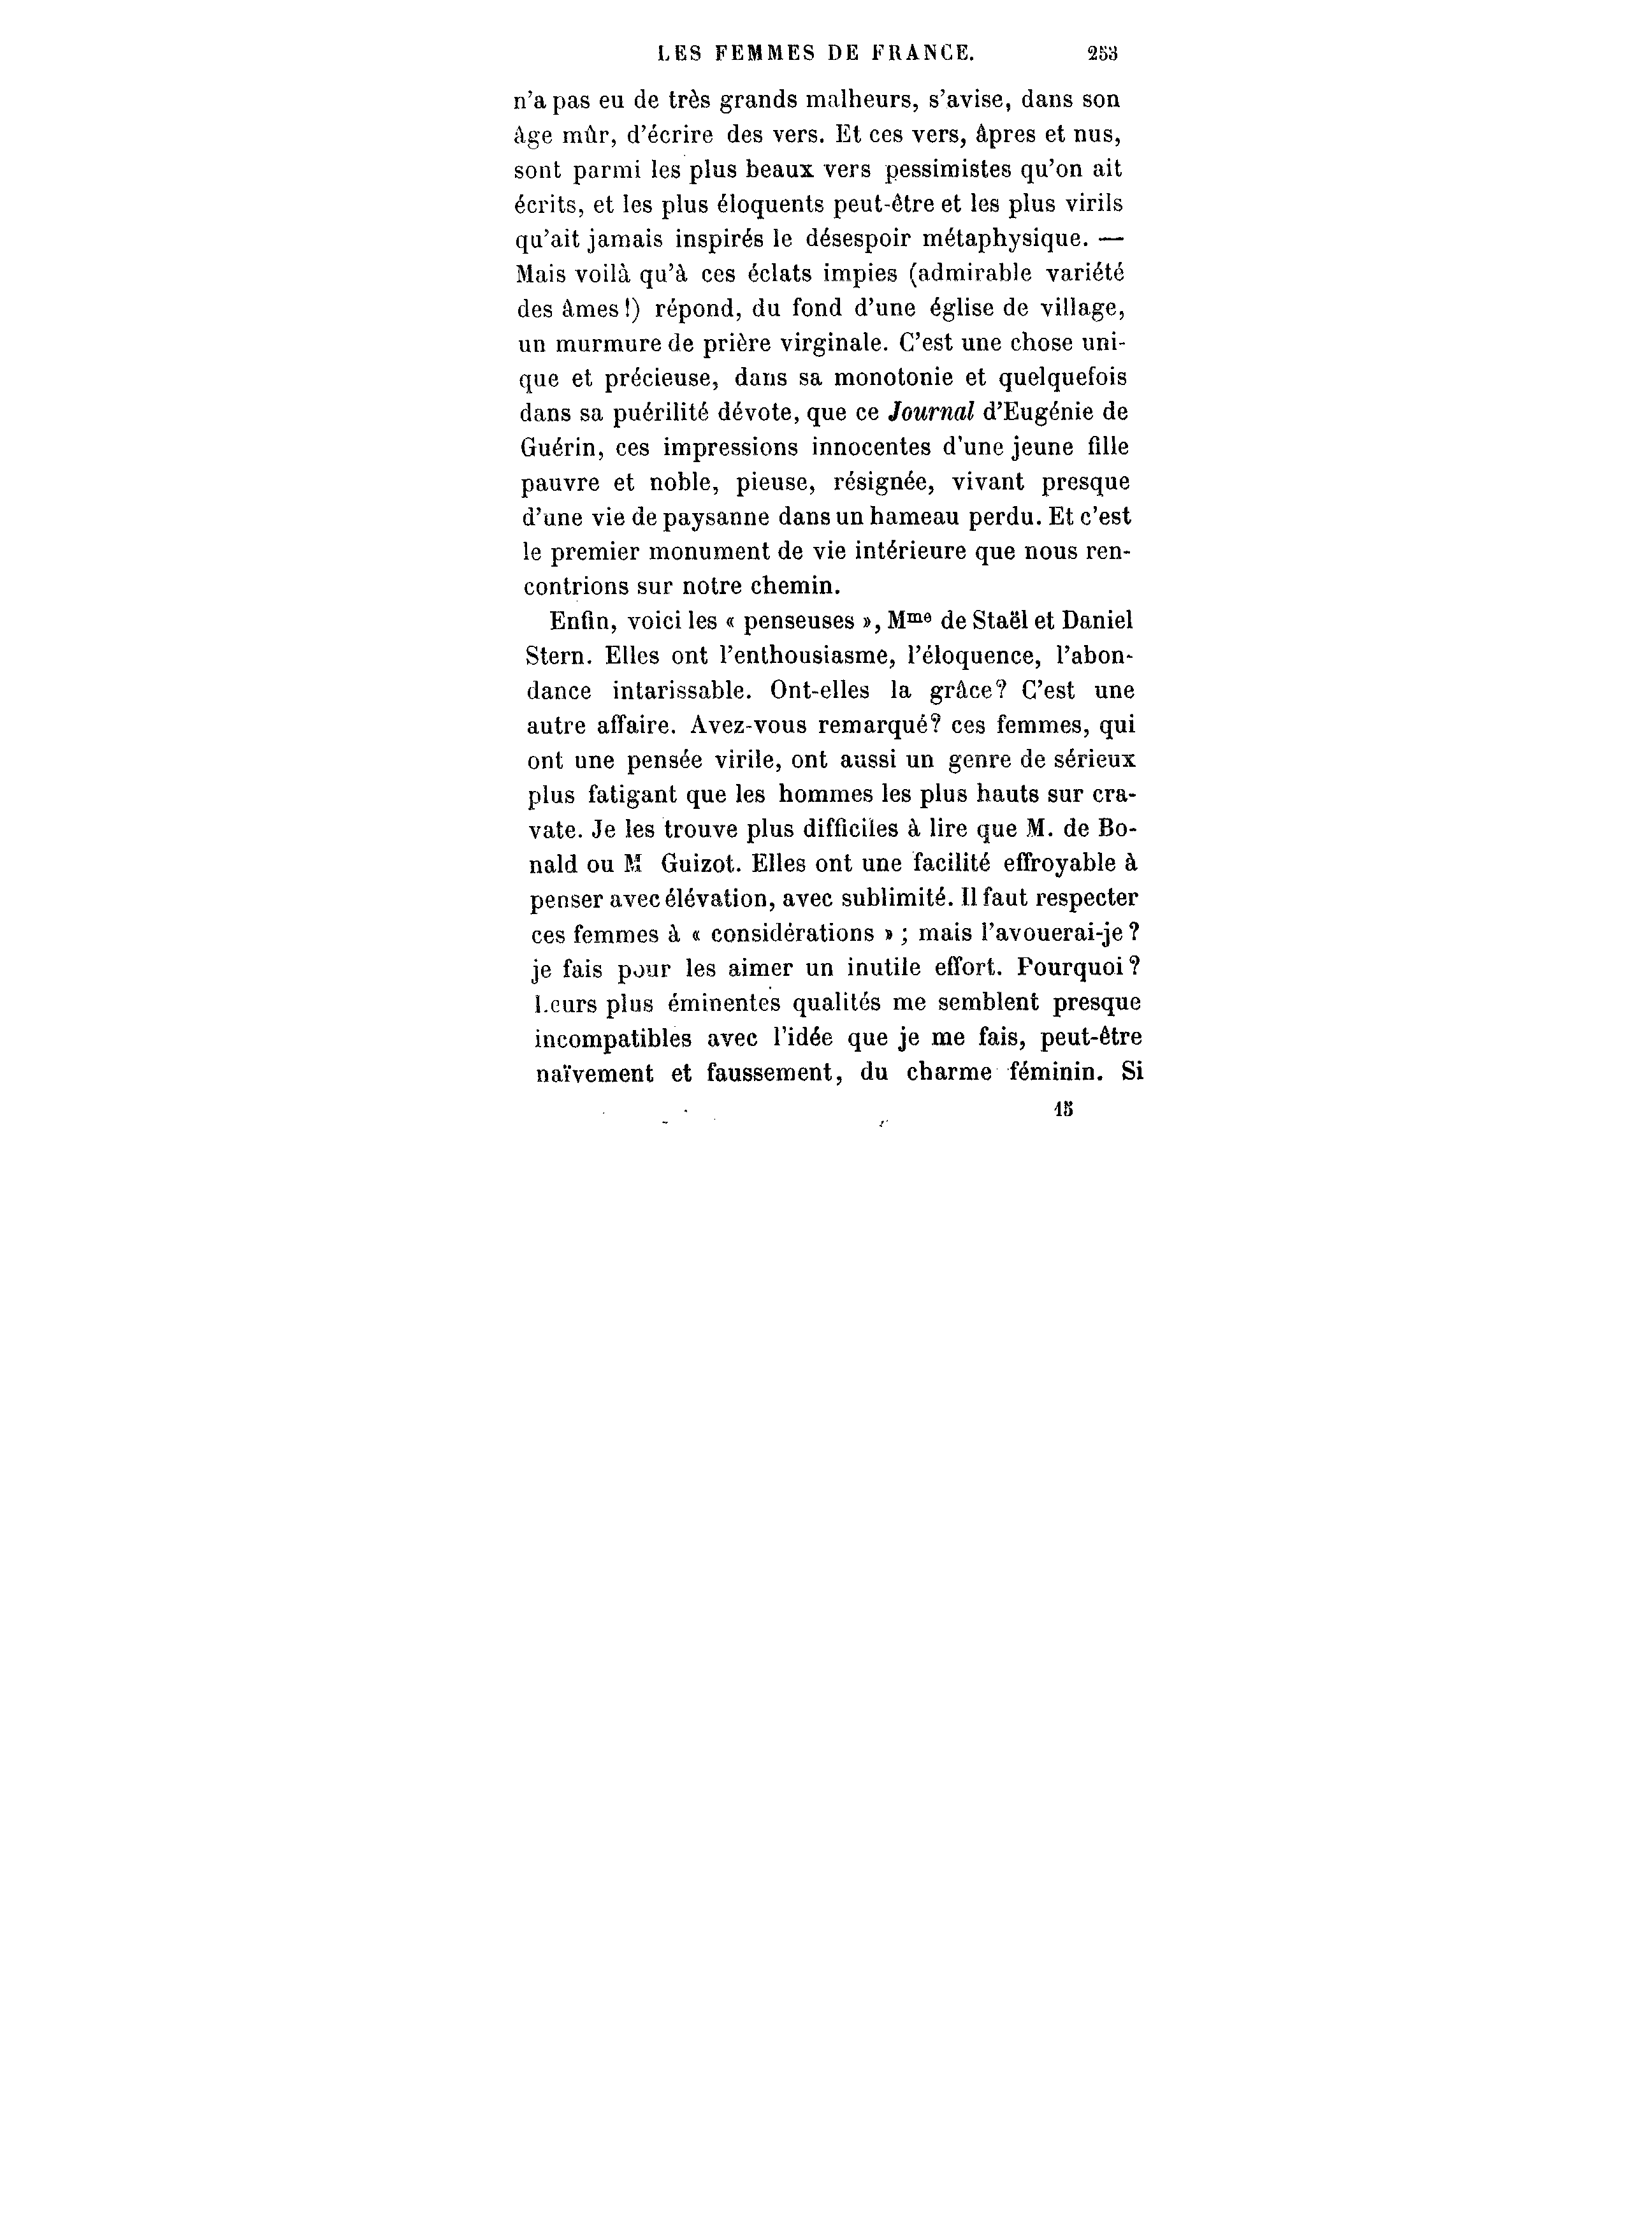 LES FEMMES DE FRANCE. 253
n'a pas eu de très grands malheurs, s'avise, dans son
âge mûr, d'écrire des vers. Et ces vers, âpres et nus,
sont parmi les plus beaux vers pessimistes qu'on ait
écrits, et les plus éloquents peut-être et les plus virils
qu'ait jamais inspirés le désespoir métaphysique. —
Mais voilà qu'à ces éclats impies (admirable variété
des âmes !) répond, du fond d'une église de village,
un murmure de prière virginale. C'est une chose uni-
que et précieuse, dans sa monotonie et quelquefois
dans sa puérilité dévote, que ce Journal d'Eugénie de
Guérin, ces impressions innocentes d'une jeune fille
pauvre et noble, pieuse, résignée, vivant presque
d'une vie de paysanne dans un hameau perdu. Et c'est
le premier monument de vie intérieure que nous ren-
contrions sur notre chemin.
Enfin, voici les « penseuses », Mme de Staël et Daniel
Stern. Elles ont l'enthousiasme, l'éloquence, l'abon-
dance intarissable. Ont-elles la grâce? C'est une
autre affaire. Avez-vous remarqué? ces femmes, qui
ont une pensée virile, ont aussi un genre de sérieux
plus fatigant que les hommes les plus hauts sur cra-
vate. Je les trouve plus difficiles à lire que M. de Bo-
nald ou M Guizot. Elles ont une facilité effroyable à
penser avec élévation, avec sublimité. Il faut respecter
ces femmes à « considérations » ; mais l'avouerai-je ?
je fais pour les aimer un inutile effort. Pourquoi ?
Leurs plus éminentes qualités me semblent presque
incompatibles avec l'idée que je me fais, peut-être
naïvement et faussement, du charme féminin. Si
15